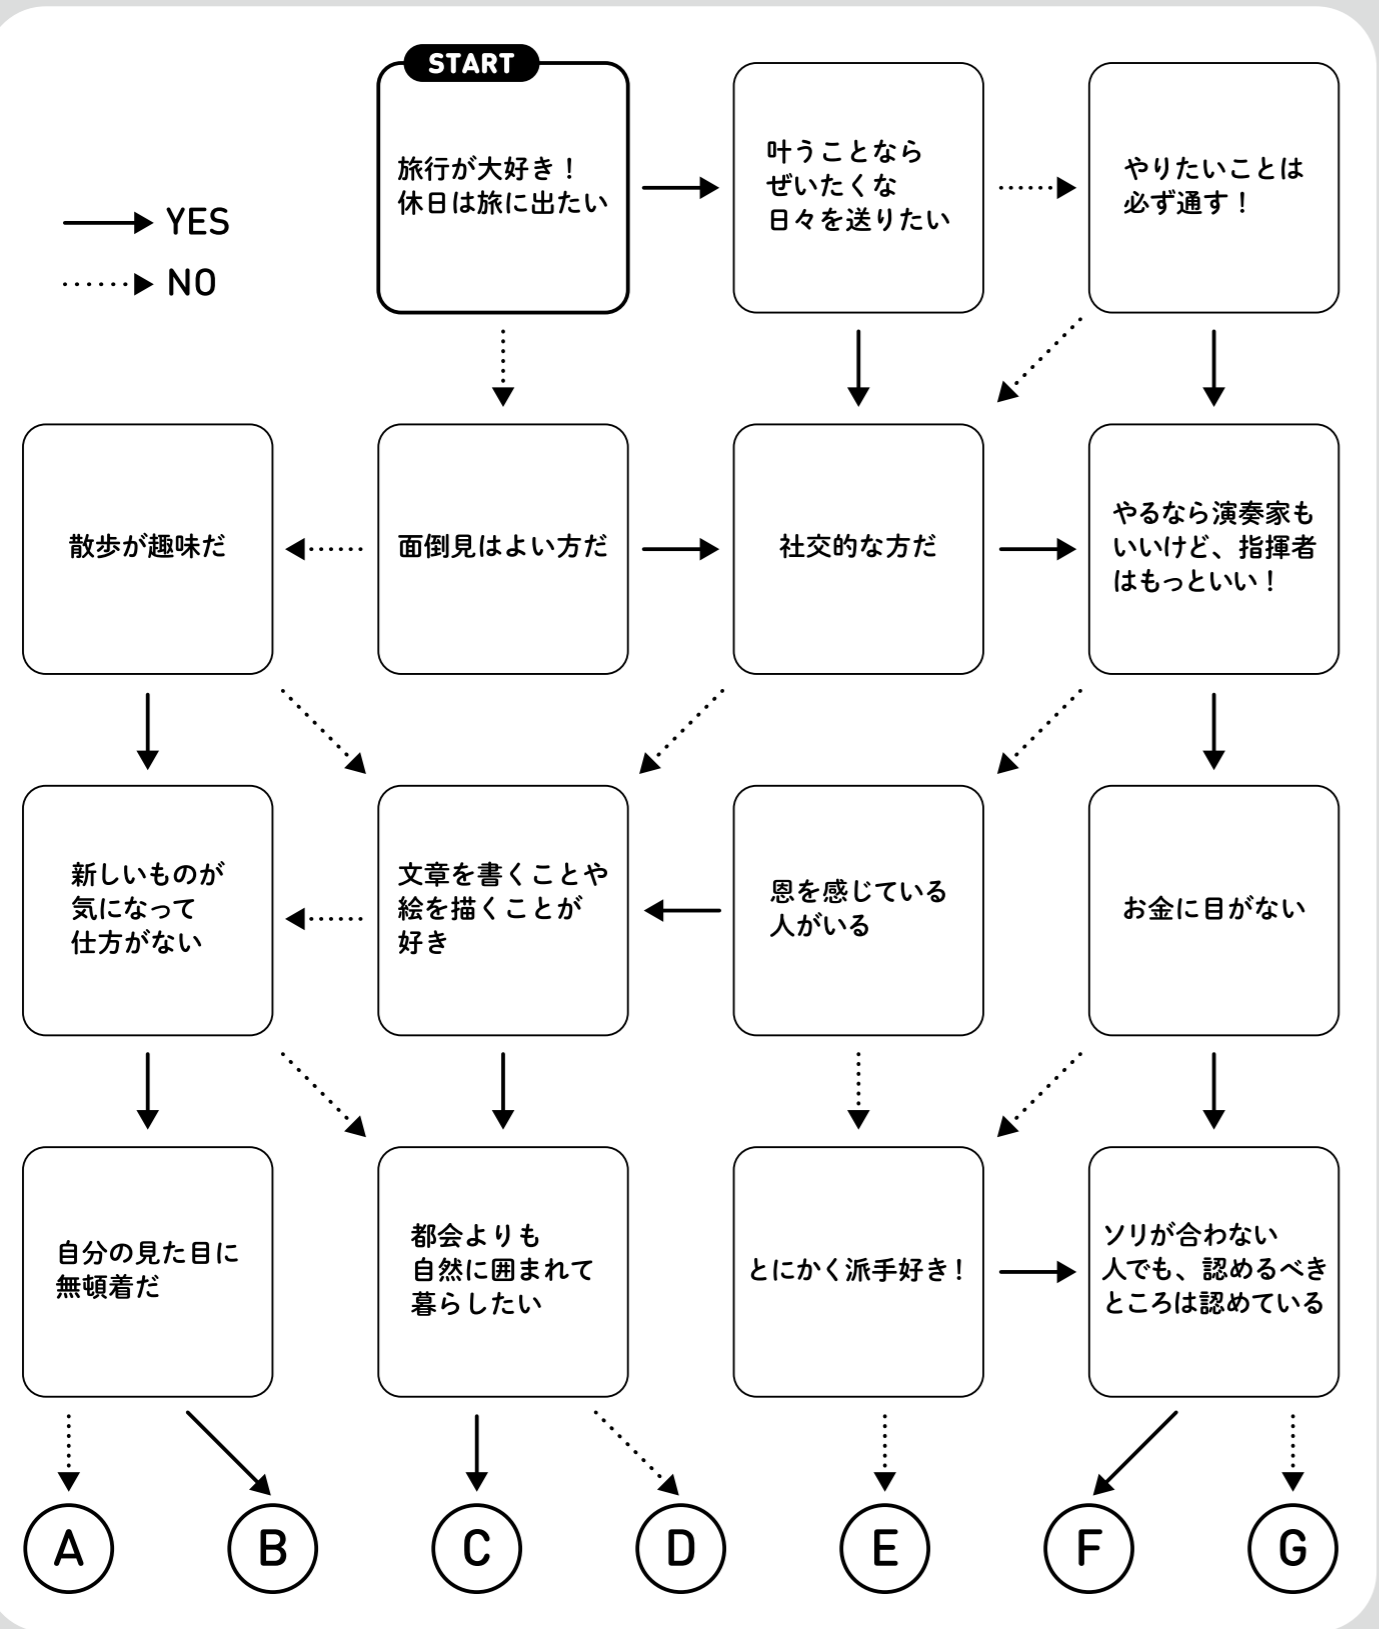 START
旅行が大好き！
休日は旅に出たい
叶うことなら
ぜいたくな
日々を送りたい
やりたいことは
必ず通す！
YES
NO
散歩が趣味だ
面倒見はよい方だ
社交的な方だ
やるなら演奏家も
いいけど、指揮者
はもっといい！
新しいものが
気になって
仕方がない
文章を書くことや
絵を描くことが
好き
恩を感じている
人がいる
お金に目がない
自分の見た目に
無頓着だ
都会よりも
自然に囲まれて
暮らしたい
とにかく派手好き！
ソリが合わない
人でも、認めるべき
ところは認めている
A
B
C
D
E
F
G